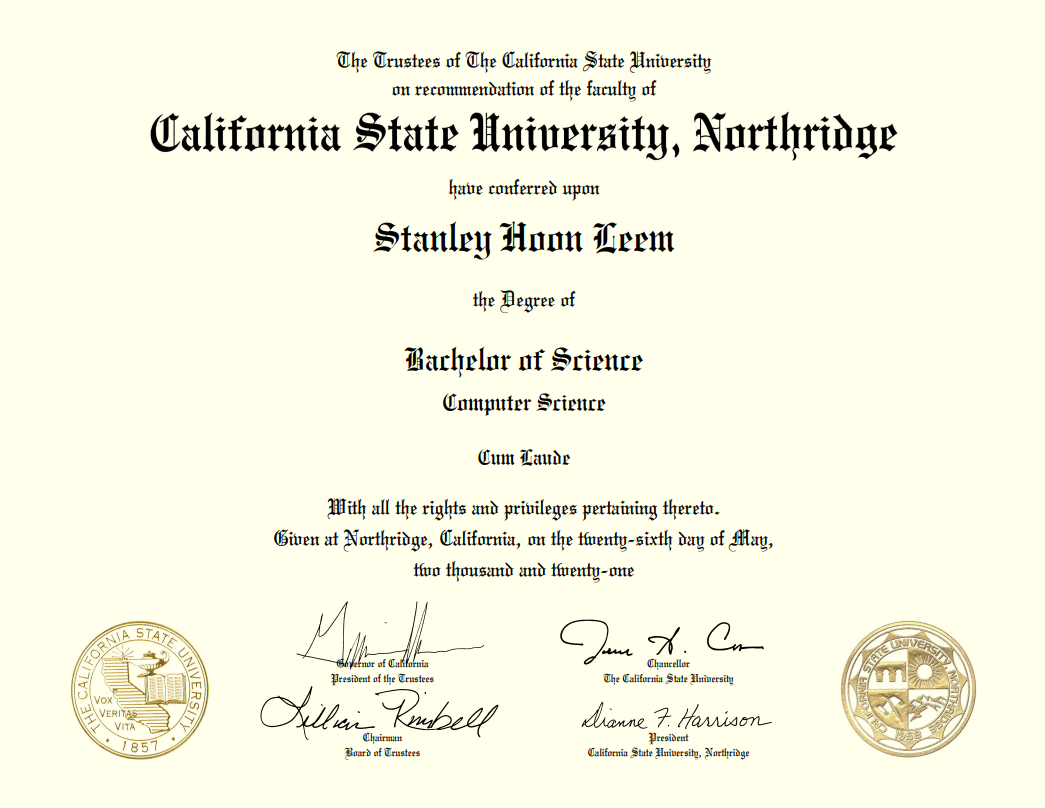 The Trustees of The California State University
on recommendation of the faculty of
California State University, Northridge
have conferred upon
Stanley Hoon Leem
the Degree of
Bachelor of Science
Computer Science
Cum Laude
With all the rights and privileges pertaining thereto.
Given at Northridge, California, on the twenty-sixth day of May,
two thousand and twenty-one
Governor of California
President of the Trustees
Chancellor
The California State University
Lillian Kimbell
Chairman
Board of Trustees
Dianne F. Harrison
President
California State University, Northridge
THE CALIFORNIA STATE UNIVERSITY
VOX
VERITAS
VITA
1857
CALIFORNIA STATE UNIVERSITY NORTHRIDGE
1958